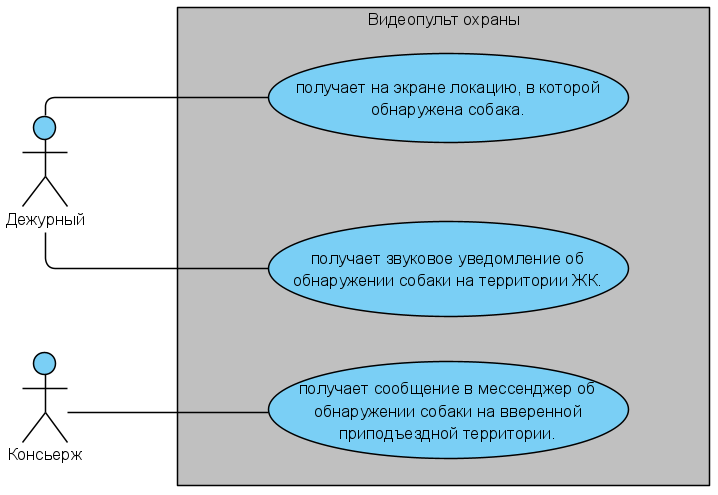 Видеопульт охраны
получает на экране локацию, в которой
обнаружена собака.
Дежурный
получает звуковое уведомление об
обнаружении собаки на территории ЖК.
получает сообщение в мессенджер об
обнаружении собаки на вверенной
приподъездной территории.
Консьерж